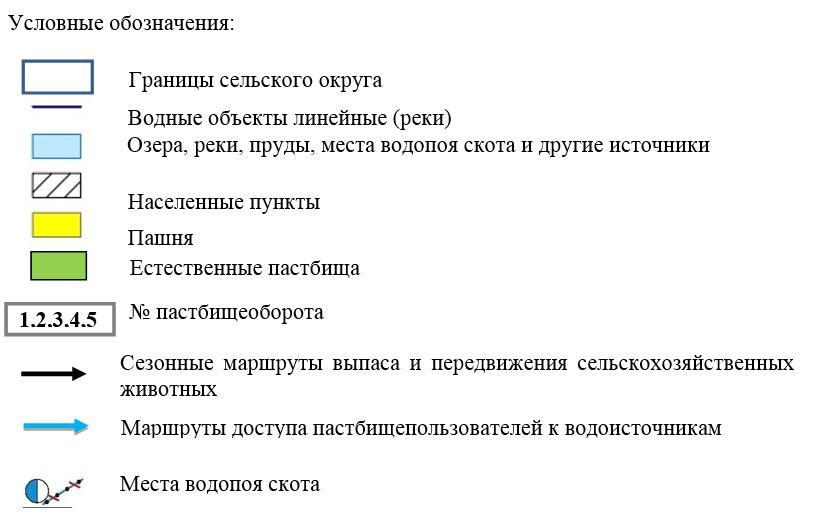 Условные обозначения:
Границы сельского округа
Водные объекты линейные (реки)
Озера, реки, пруды, места водопоя скота и другие источники
Населенные пункты
Пашня
Естественные пастбища
1.2.3.4.5 № пастбищеоборота
Сезонные маршруты выпаса и передвижения сельскохозяйственных
животных
Маршруты доступа пастбищепользователей к водоисточникам
Места водопоя скота